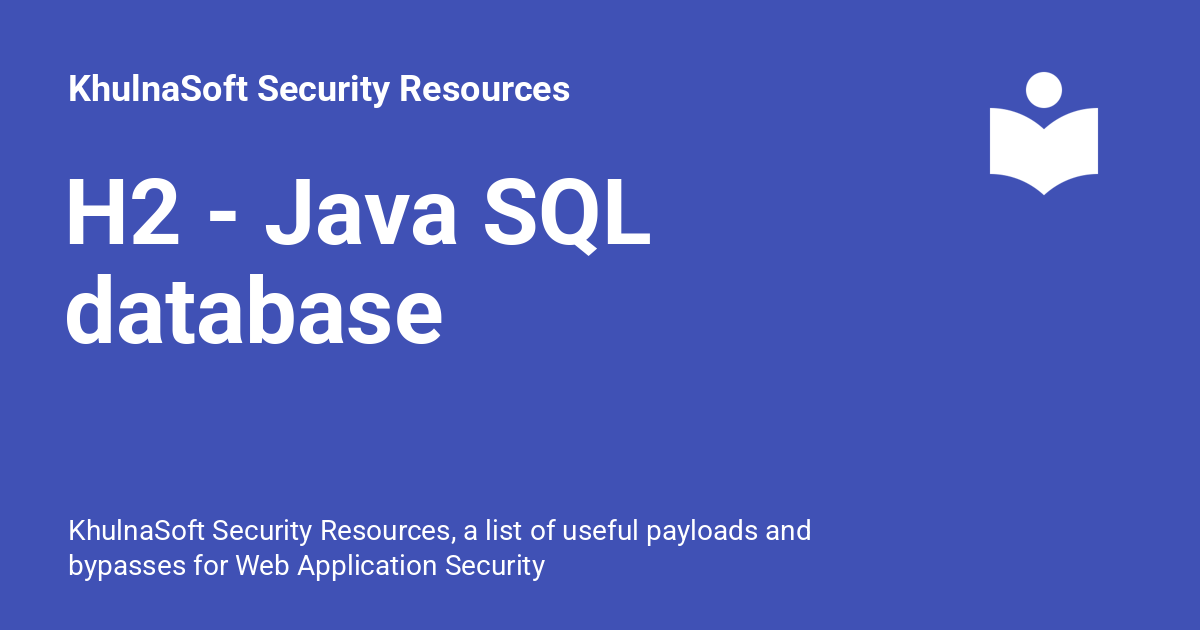 KhulnaSoft Security Resources
H2 - Java SQL
database
KhulnaSoft Security Resources, a list of useful payloads and
bypasses for Web Application Security